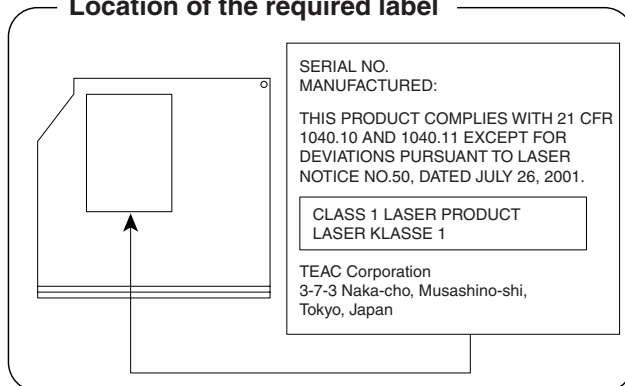 Location of the required label
SERIAL NO.
MANUFACTURED:
THIS PRODUCT COMPLIES WITH 21 CFR
1040.10 AND 1040.11 EXCEPT FOR
DEVIATIONS PURSUANT TO LASER
NOTICE NO.50, DATED JULY 26, 2001.
CLASS 1 LASER PRODUCT
LASER KLASSE 1
TEAC Corporation
3-7-3 Naka-cho, Musashino-shi,
Tokyo, Japan